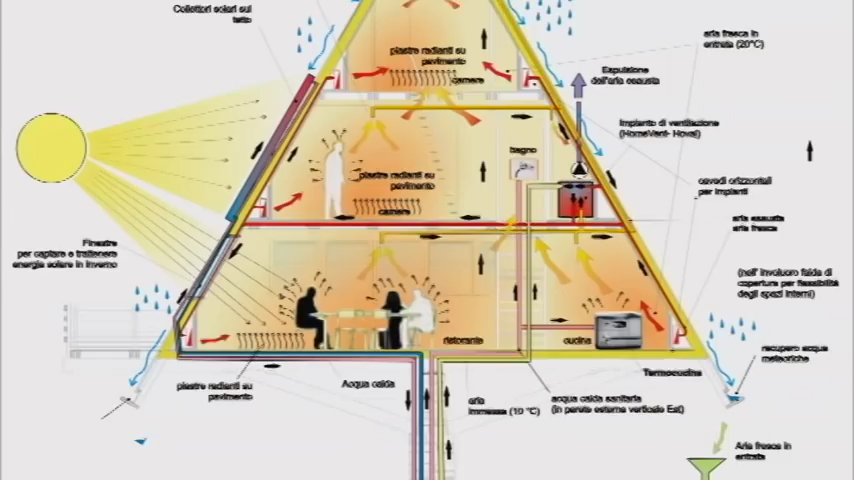 Collettori solari sul
tetto
piastre radianti su
pavimento
camere
aria fresca in
entrata (20°C)
Espulsione
dell'aria esausta
Impianto di ventilazione
(HomeVent- Hoval)
bagno
piastre radianti su
pavimento
camere
cavedi orizzontali
per impianti
aria esausta
aria fresca
Finestre
per captare e trattenere
energia solare in inverno
(nell' involucro falda di
copertura per flessibilità
degli spazi interni)
ristorante
cucina
recupero acque
meteoriche
piastre radianti su
pavimento
Acqua calda
Termocucina
aria
immessa (10 °C)
acqua calda sanitaria
(in parete esterna verticale Est)
Aria fresca in
entrata